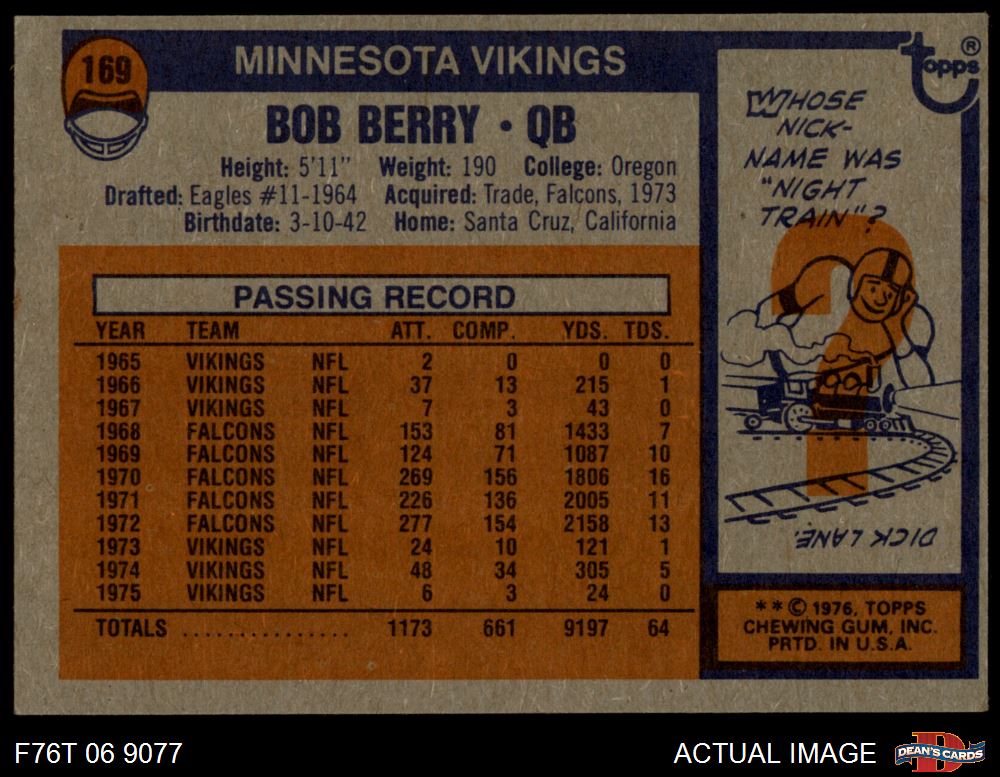 169
MINNESOTA VIKINGS
BOB BERRY • QB
Height: 5'11" Weight: 190 College: Oregon
Drafted: Eagles #11-1964 Acquired: Trade, Falcons, 1973
Birthdate: 3-10-42 Home: Santa Cruz, California
PASSING RECORD
YEAR TEAM ATT. COMP. YDS. TDS.
1965 VIKINGS NFL 2 0 0 0
1966 VIKINGS NFL 37 13 215 1
1967 VIKINGS NFL 7 3 43 0
1968 FALCONS NFL 153 81 1433 7
1969 FALCONS NFL 124 71 1087 10
1970 FALCONS NFL 269 156 1806 16
1971 FALCONS NFL 226 136 2005 11
1972 FALCONS NFL 277 154 2158 13
1973 VIKINGS NFL 24 10 121 1
1974 VIKINGS NFL 48 34 305 5
1975 VIKINGS NFL 6 3 24 0
TOTALS ............... 1173 661 9197 64
topps ®
WHOSE
NICK-
NAME WAS
"NIGHT
TRAIN"?
?
DICK LANE.
** © 1976, TOPPS
CHEWING GUM, INC.
PRTD. IN U.S.A.
F76T 06 9077
ACTUAL IMAGE
D
DEAN'S CARDS